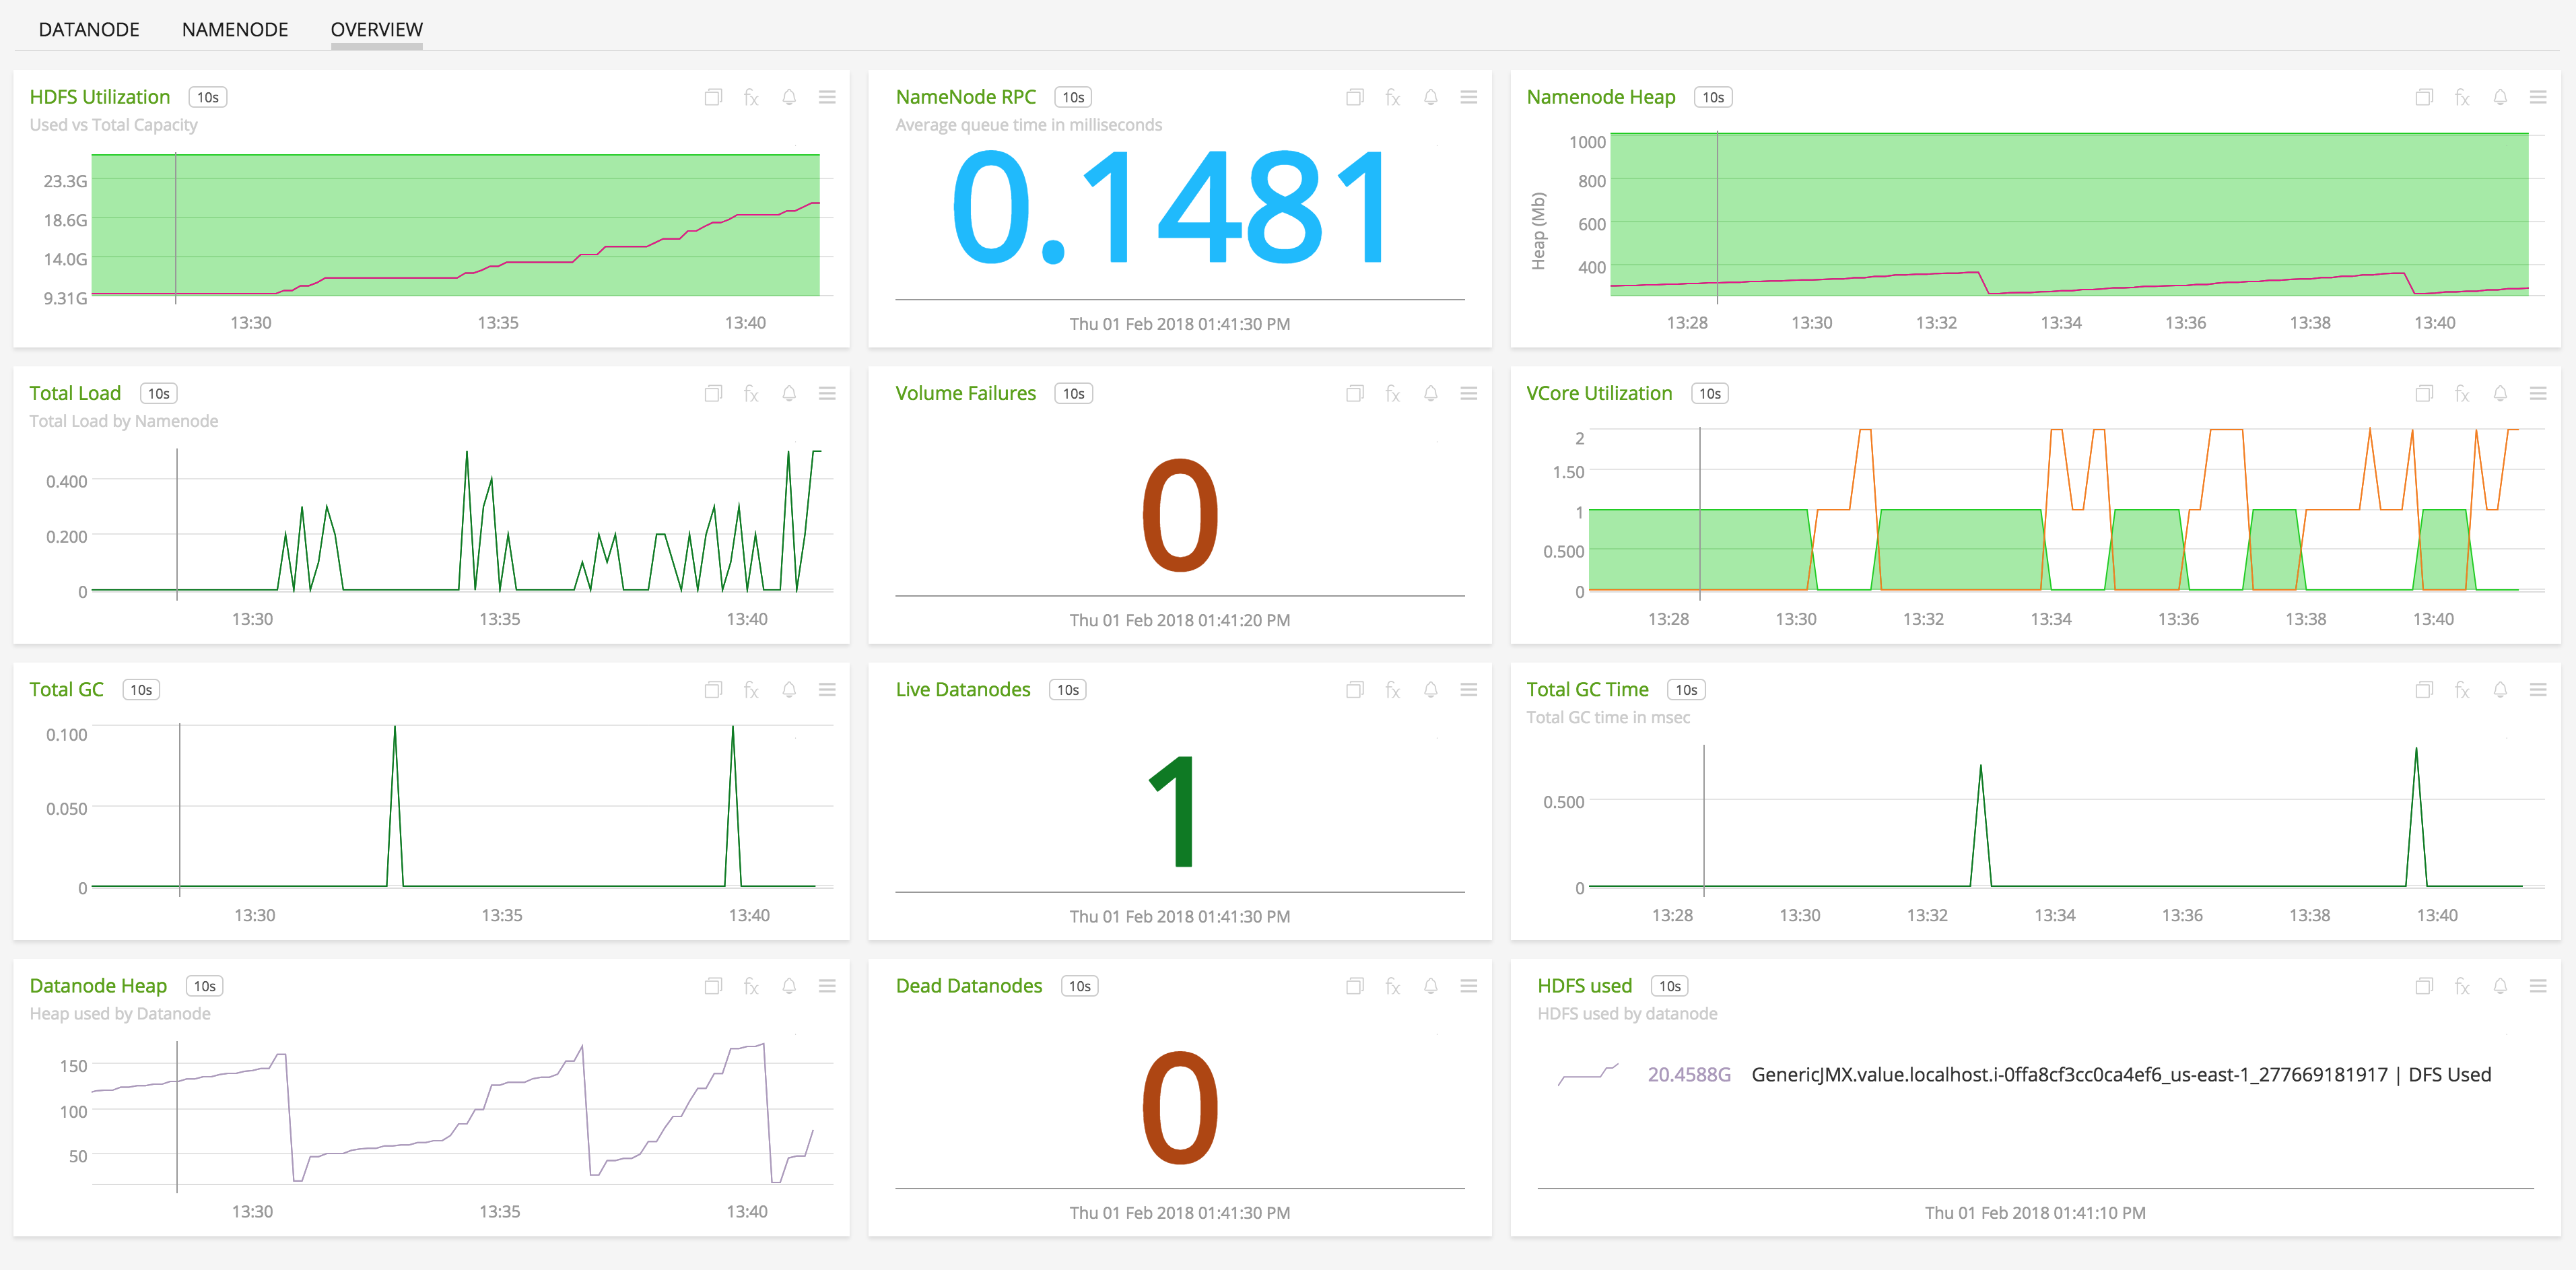 DATANODE NAMENODE OVERVIEW
HDFS Utilization 10s
Used vs Total Capacity
23.3G
18.6G
14.0G
9.31G
13:30 13:35 13:40
NameNode RPC 10s
Average queue time in milliseconds
0.1481
Thu 01 Feb 2018 01:41:30 PM
Namenode Heap 10s
Heap (Mb)
1000
800
600
400
13:28 13:30 13:32 13:34 13:36 13:38 13:40
Total Load 10s
Total Load by Namenode
0.400
0.200
0
13:30 13:35 13:40
Volume Failures 10s
0
Thu 01 Feb 2018 01:41:20 PM
VCore Utilization 10s
2
1.50
1
0.500
0
13:28 13:30 13:32 13:34 13:36 13:38 13:40
Total GC 10s
0.100
0.050
0
13:30 13:35 13:40
Live Datanodes 10s
1
Thu 01 Feb 2018 01:41:30 PM
Total GC Time 10s
Total GC time in msec
0.500
0
13:28 13:30 13:32 13:34 13:36 13:38 13:40
Datanode Heap 10s
Heap used by Datanode
150
100
50
13:30 13:35 13:40
Dead Datanodes 10s
0
Thu 01 Feb 2018 01:41:30 PM
HDFS used 10s
HDFS used by datanode
20.4588G GenericJMX.value.localhost.i-0ffa8cf3cc0ca4ef6_us-east-1_277669181917 | DFS Used
Thu 01 Feb 2018 01:41:10 PM